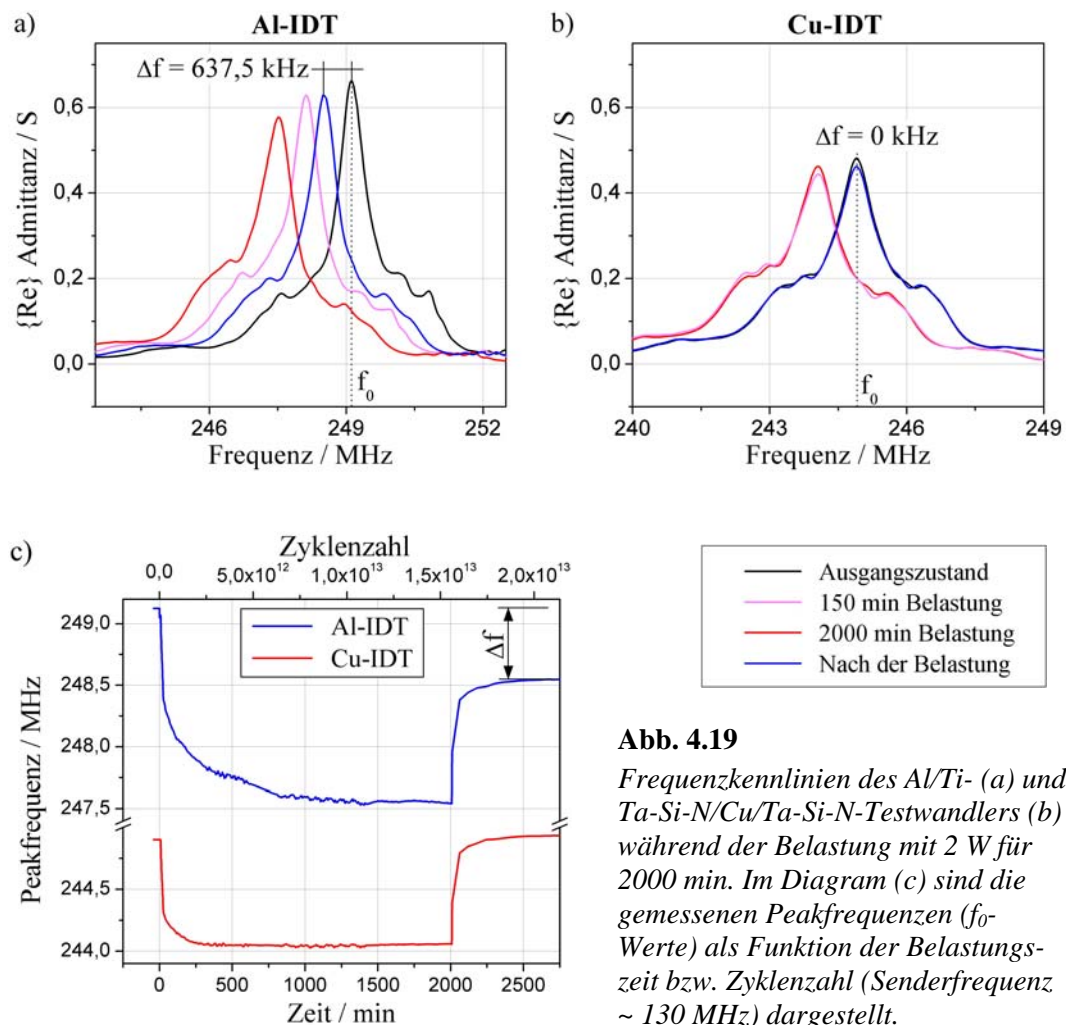 a)
Al-IDT
Δf = 637,5 kHz
{Re} Admittanz / S
0,6
0,4
0,2
0,0
f0
246
249
252
Frequenz / MHz
b)
Cu-IDT
Δf = 0 kHz
{Re} Admittanz / S
0,6
0,4
0,2
0,0
f0
240
243
246
249
Frequenz / MHz
c)
Zyklenzahl
0,0
5,0x10^12
1,0x10^13
1,5x10^13
2,0x10^13
Peakfrequenz / MHz
249,0
248,5
248,0
247,5
244,5
244,0
Al-IDT
Cu-IDT
Δf
0
500
1000
1500
2000
2500
Zeit / min
Ausgangszustand
150 min Belastung
2000 min Belastung
Nach der Belastung
Abb. 4.19
Frequenzkennlinien des Al/Ti- (a) und
Ta-Si-N/Cu/Ta-Si-N-Testwandlers (b)
während der Belastung mit 2 W für
2000 min. Im Diagram (c) sind die
gemessenen Peakfrequenzen (f0-
Werte) als Funktion der Belastungs-
zeit bzw. Zyklenzahl (Senderfrequenz
~ 130 MHz) dargestellt.